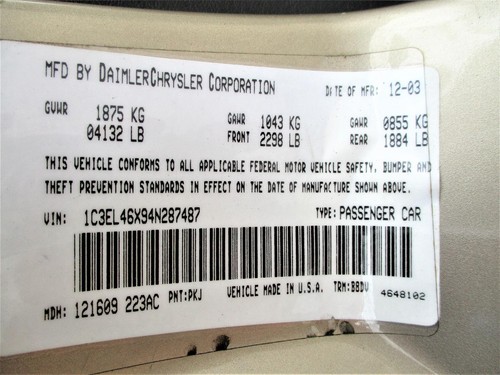 MFD BY DAIMLERCHRYSLER CORPORATION DATE OF MFR: 12-03
GVWR 1875 KG GAWR 1043 KG GAWR 0855 KG
04132 LB FRONT 2298 LB REAR 1884 LB
THIS VEHICLE CONFORMS TO ALL APPLICABLE FEDERAL MOTOR VEHICLE SAFETY, BUMPER AND
THEFT PREVENTION STANDARDS IN EFFECT ON THE DATE OF MANUFACTURE SHOWN ABOVE.
VIN: 1C3EL46X94N287487 TYPE: PASSENGER CAR
MDH: 121609 223AC PNT:PKJ VEHICLE MADE IN U.S.A. TRM:BBDV 4648102